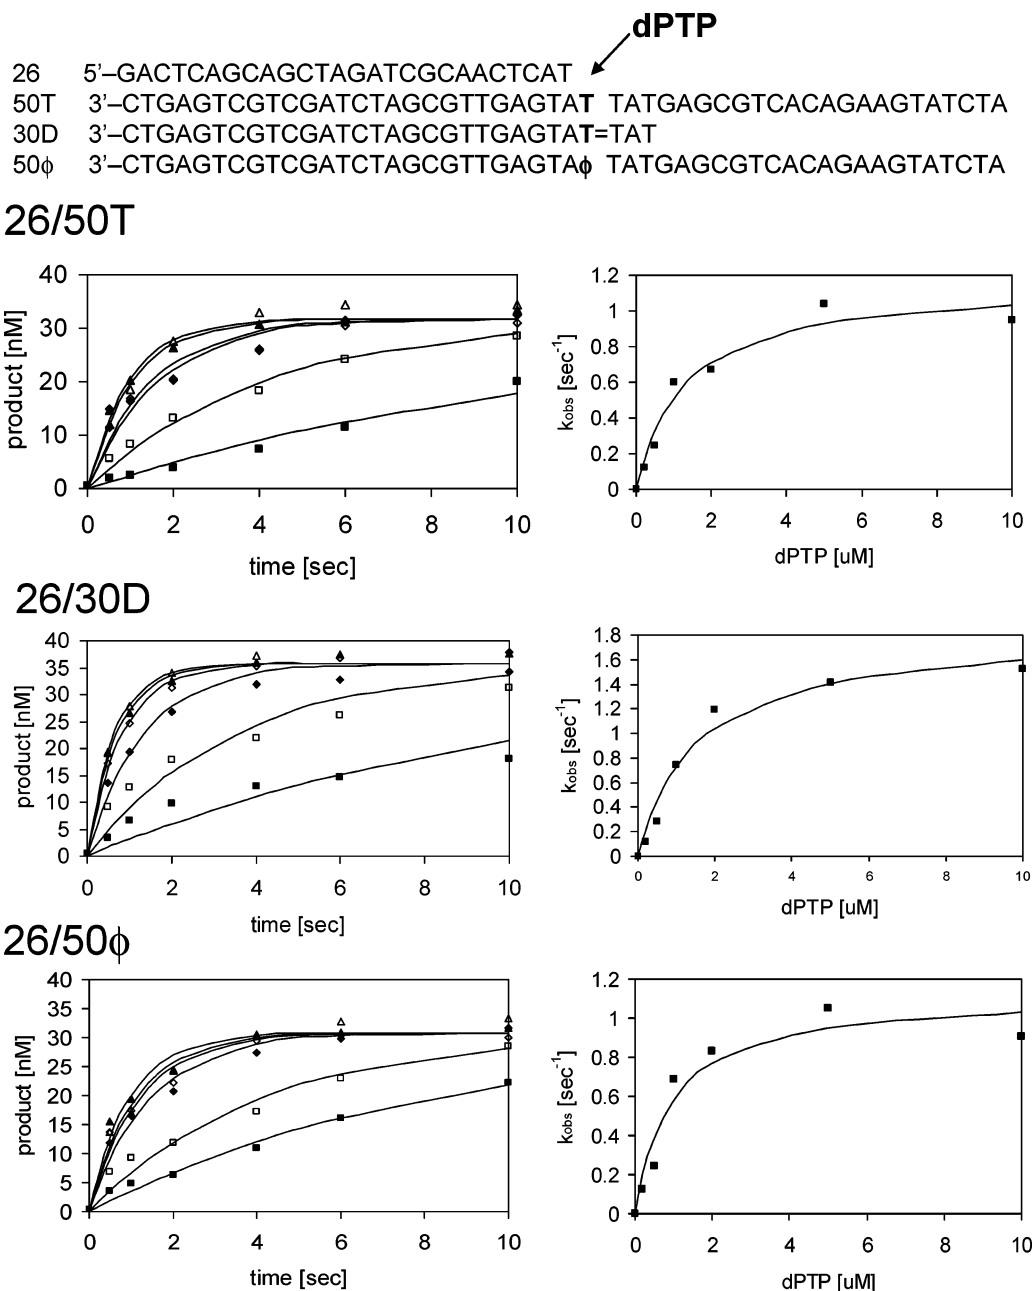 dPTP
26 5’–GACTCAGCAGCTAGATCGCAACTCAT
50T 3’–CTGAGTCGTCGATCTAGCGTTGAGTAT TATGAGCGTCACAGAAGTATCTA
30D 3’–CTGAGTCGTCGATCTAGCGTTGAGTAT=TAT
50ϕ 3’–CTGAGTCGTCGATCTAGCGTTGAGTAϕ TATGAGCGTCACAGAAGTATCTA
26/50T
product [nM]
40
30
20
10
0
0 2 4 6 8 10
time [sec]
kobs [sec-1]
1.2
1
0.8
0.6
0.4
0.2
0
0 2 4 6 8 10
dPTP [uM]
26/30D
product [nM]
40
35
30
25
20
15
10
5
0
0 2 4 6 8 10
time [sec]
kobs [sec-1]
1.8
1.6
1.4
1.2
1
0.8
0.6
0.4
0.2
0
0 2 4 6 8 10
dPTP [uM]
26/50ϕ
product [nM]
40
35
30
25
20
15
10
5
0
0 2 4 6 8 10
time [sec]
kobs [sec-1]
1.2
1
0.8
0.6
0.4
0.2
0
0 2 4 6 8 10
dPTP [uM]